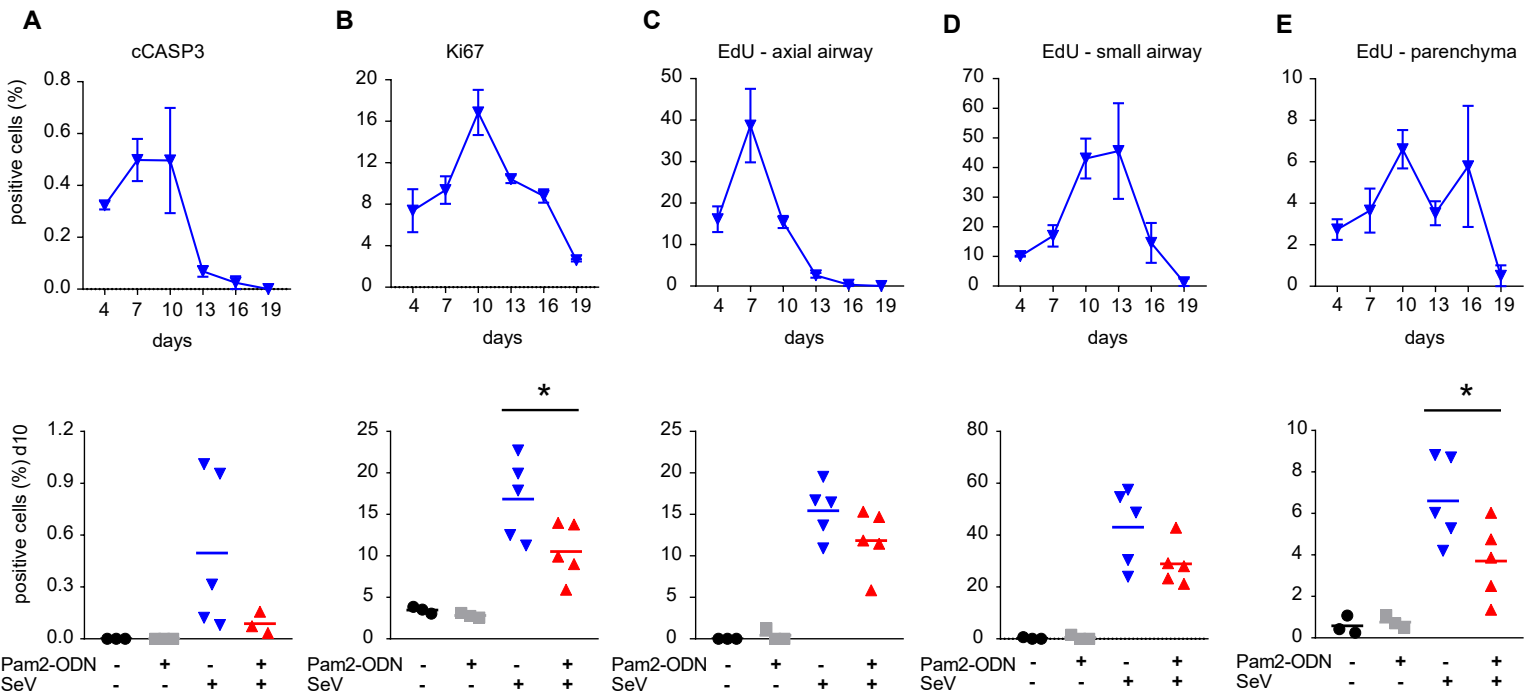 A B C D E
cCASP3 Ki67 EdU - axial airway EdU - small airway EdU - parenchyma
positive cells (%)
0.8 0.6 0.4 0.2 0.0
4 7 10 13 16 19
days
20 16 12 8 4 0
4 7 10 13 16 19
days
50 40 30 20 10 0
4 7 10 13 16 19
days
70 60 50 40 30 20 10 0
4 7 10 13 16 19
days
10 8 6 4 2 0
4 7 10 13 16 19
days
positive cells (%) d10
1.2 0.9 0.6 0.3 0.0
Pam2-ODN - + - +
SeV - - + +
*
25 20 15 10 5 0
Pam2-ODN - + - +
SeV - - + +
25 20 15 10 5 0
Pam2-ODN - + - +
SeV - - + +
80 60 40 20 0
Pam2-ODN - + - +
SeV - - + +
*
10 8 6 4 2 0
Pam2-ODN - + - +
SeV - - + +